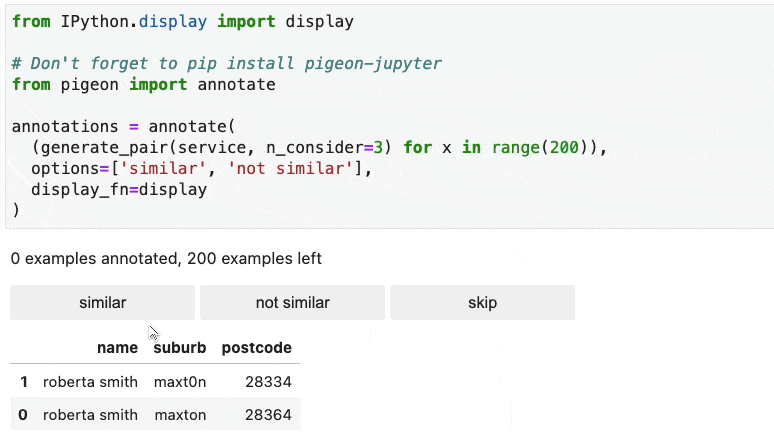 from IPython.display import display
# Don't forget to pip install pigeon-jupyter
from pigeon import annotate
annotations = annotate(
(generate_pair(service, n_consider=3) for x in range(200)),
options=['similar', 'not similar'],
display_fn=display
)
0 examples annotated, 200 examples left
similar not similar skip
name suburb postcode
1 roberta smith maxt0n 28334
0 roberta smith maxton 28364